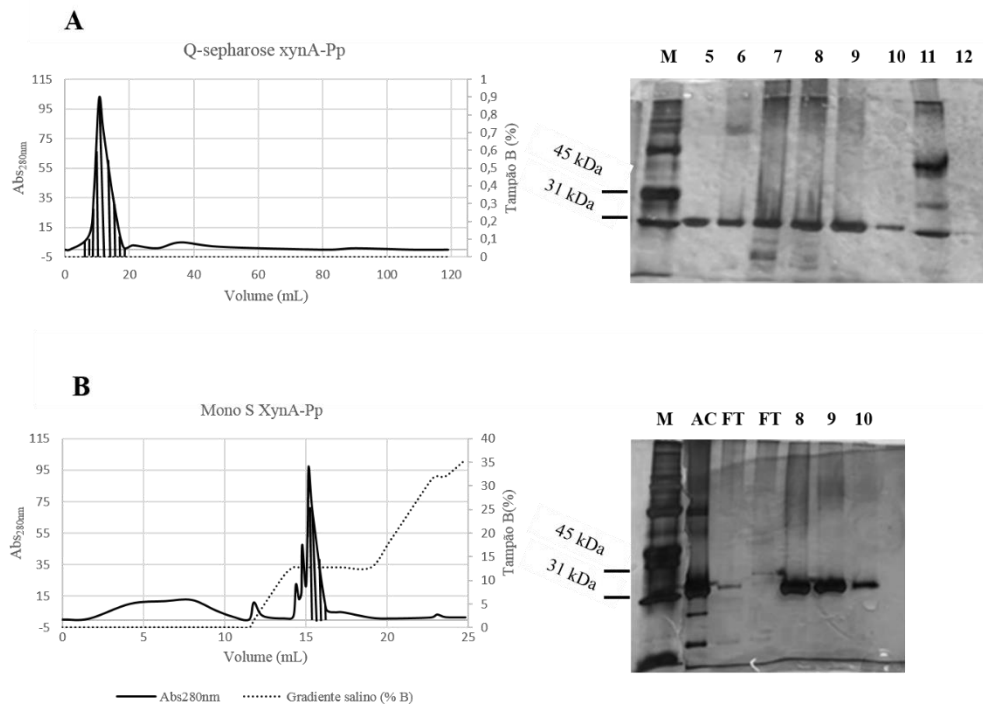 A
Q-sepharose xynA-Pp
115
95
75
55
35
15
-5
Abs280nm
1
0,9
0,8
0,7
0,6
0,5
0,4
0,3
0,2
0,1
0
Tampão B (%)
0 20 40 60 80 100 120
Volume (mL)
M 5 6 7 8 9 10 11 12
45 kDa
31 kDa
B
Mono S XynA-Pp
115
95
75
55
35
15
-5
Abs280nm
40
35
30
25
20
15
10
5
0
Tampão B(%)
0 5 10 15 20 25
Volume (mL)
Abs280nm Gradiente salino (% B)
M AC FT FT 8 9 10
45 kDa
31 kDa